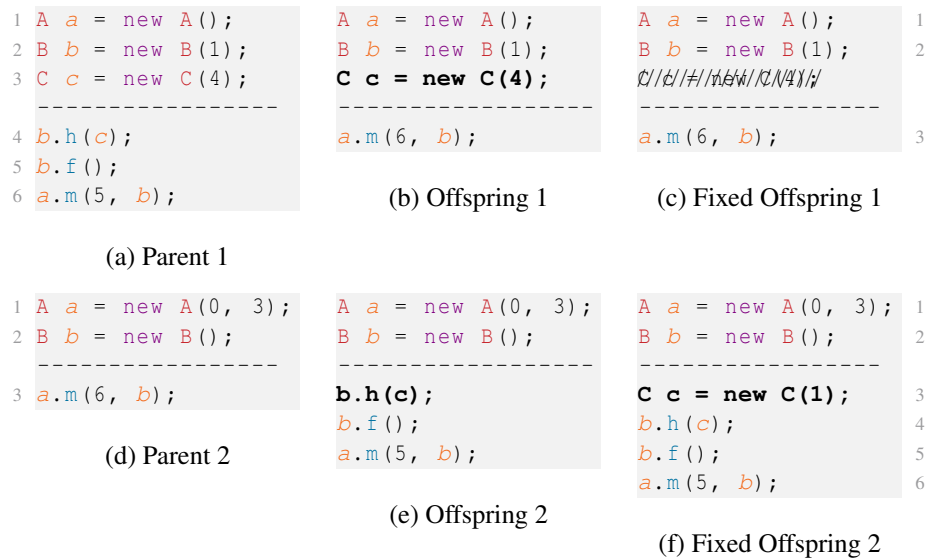 1 A a = new A();
2 B b = new B(1);
3 C c = new C(4);
------------------
4 b.h(c);
5 b.f();
6 a.m(5, b);
(a) Parent 1
A a = new A();
B b = new B(1);
C c = new C(4);
-------------------
a.m(6, b);
(b) Offspring 1
A a = new A(); 1
B b = new B(1); 2
C c = new C(4);
------------------
a.m(6, b); 3
(c) Fixed Offspring 1
1 A a = new A(0, 3);
2 B b = new B();
------------------
3 a.m(6, b);
(d) Parent 2
A a = new A(0, 3);
B b = new B();
-------------------
b.h(c);
b.f();
a.m(5, b);
(e) Offspring 2
A a = new A(0, 3); 1
B b = new B(); 2
------------------
C c = new C(1); 3
b.h(c); 4
b.f(); 5
a.m(5, b); 6
(f) Fixed Offspring 2